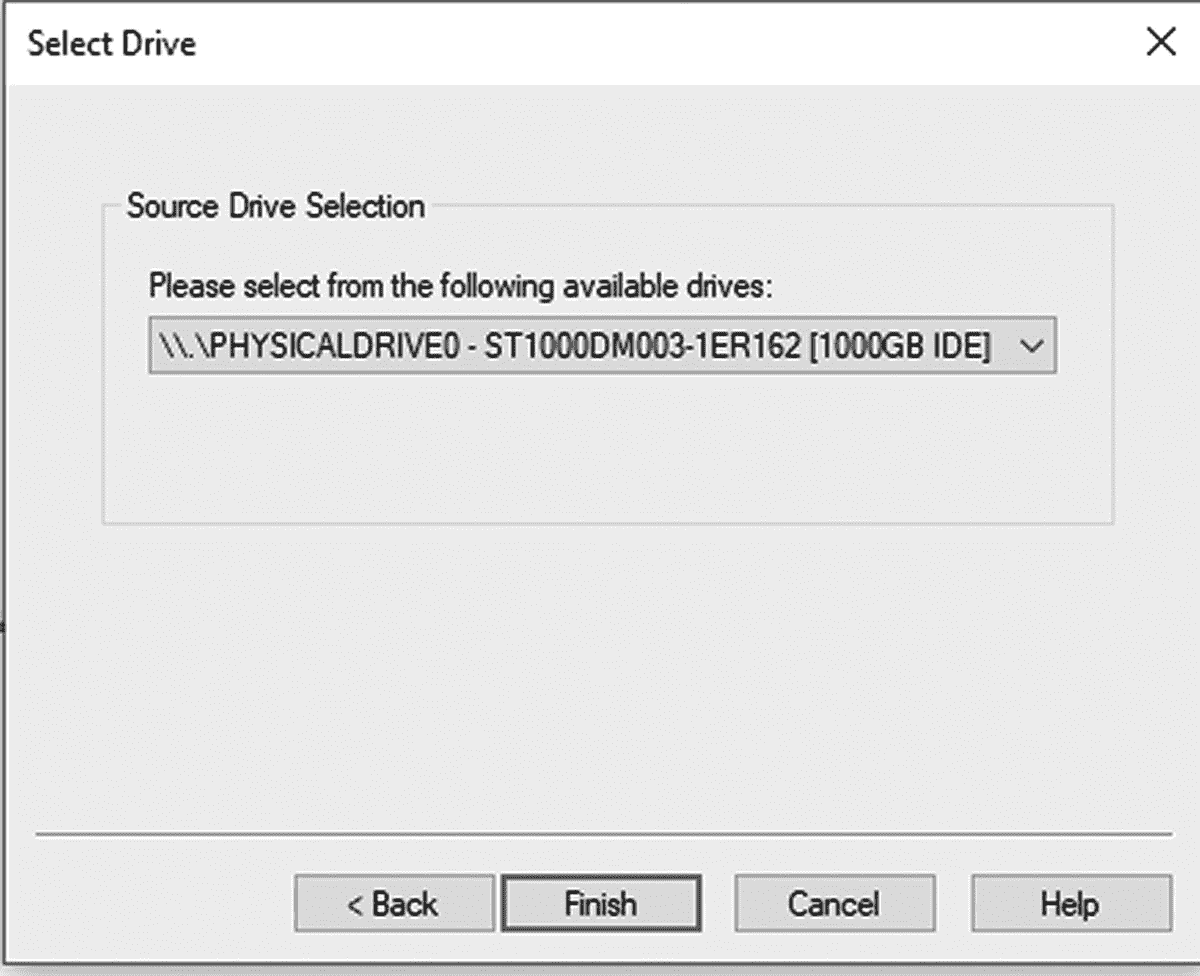 Select Drive
Source Drive Selection
Please select from the following available drives:
\\.\PHYSICALDRIVE0 - ST1000DM003-1ER162 [1000GB IDE]
< Back Finish Cancel Help